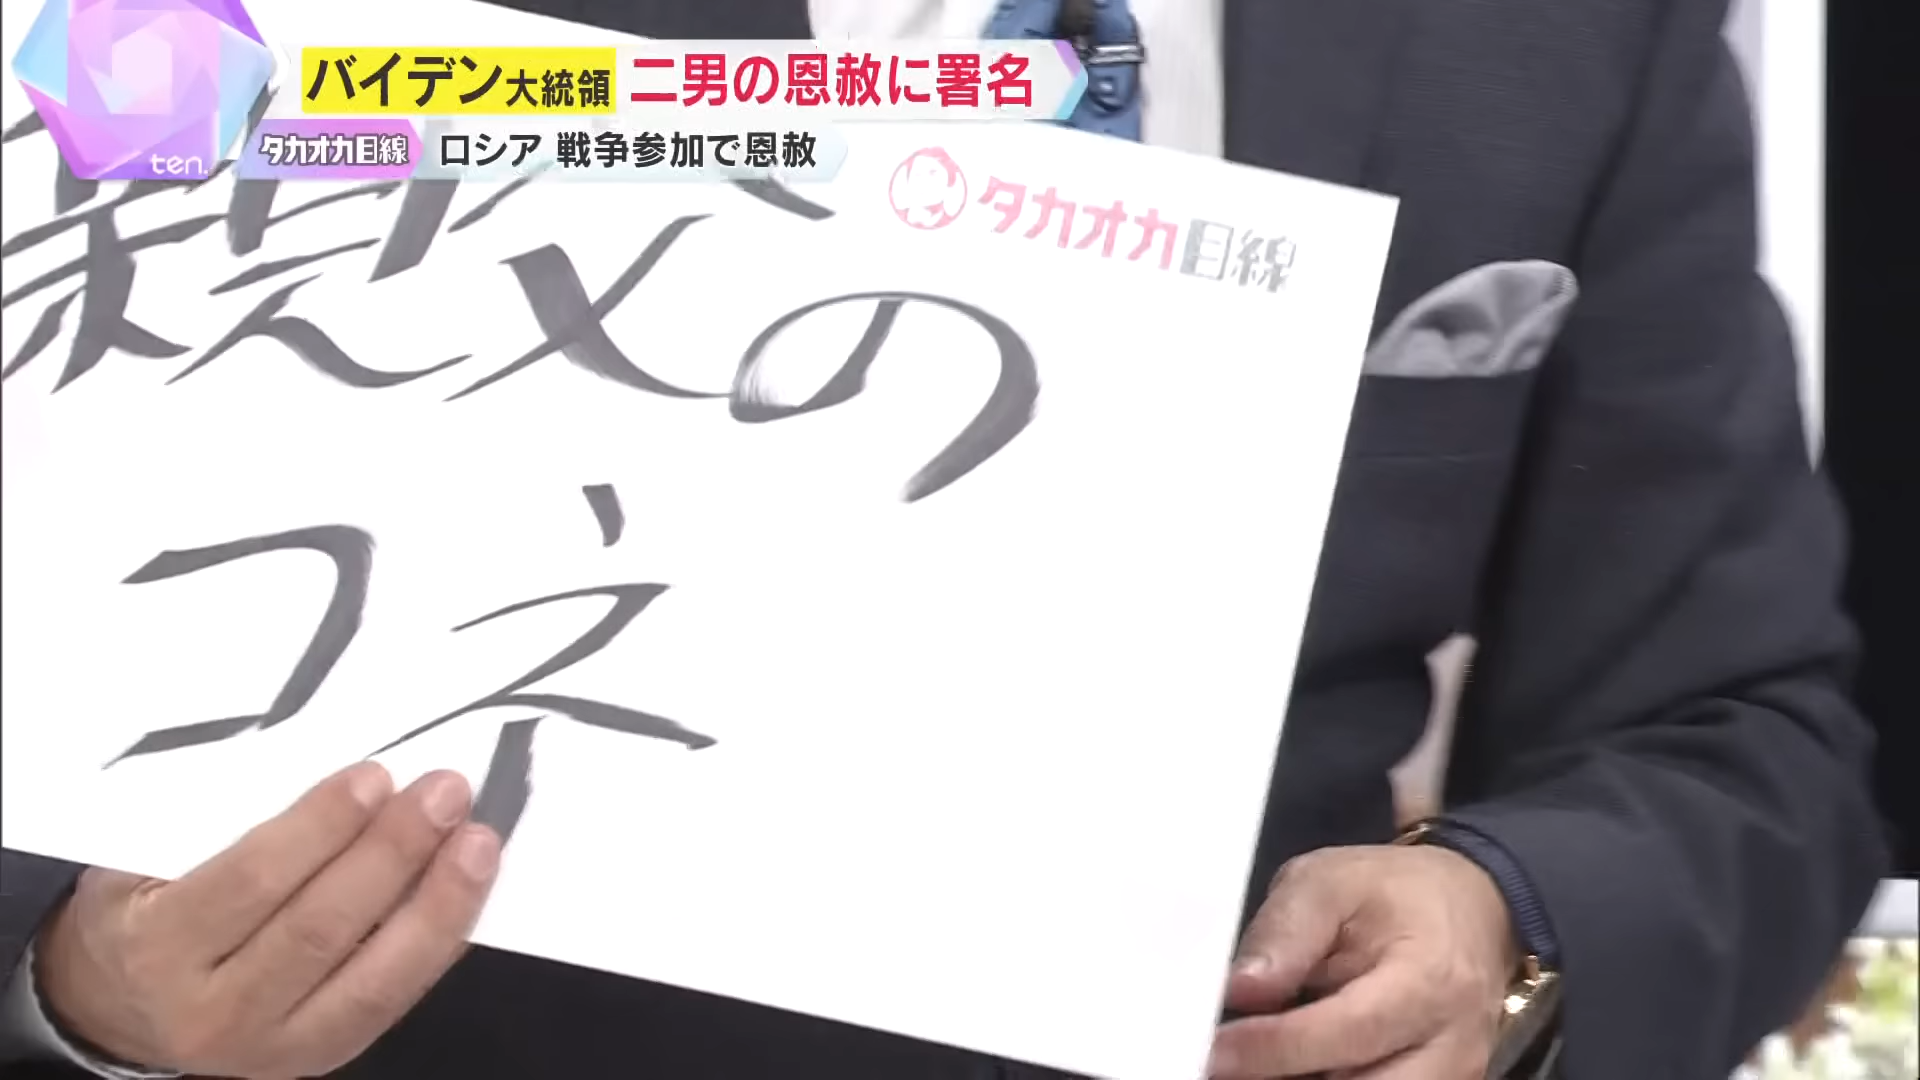 バイデン大統領 二男の恩赦に署名
タカオカ目線 ロシア 戦争参加で恩赦
ten.
タカオカ目線
親父の
コネ